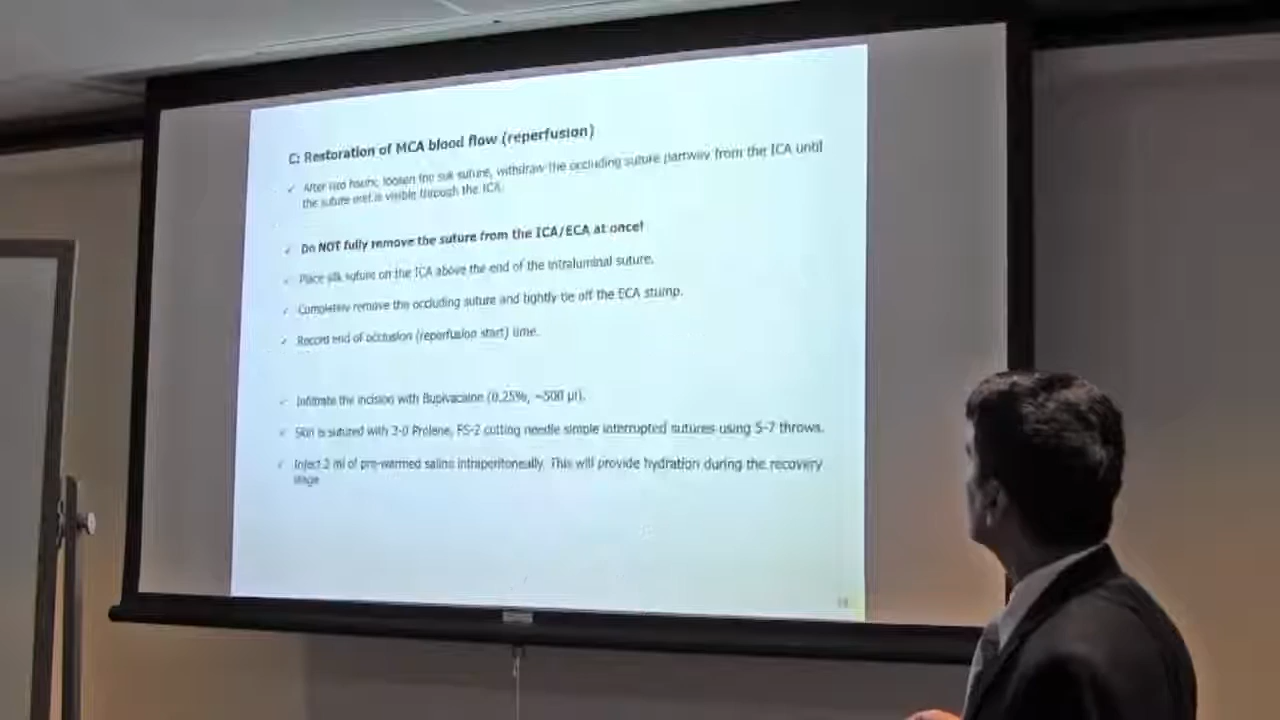 C: Restoration of MCA blood flow (reperfusion)
After two hours, loosen the silk suture, withdraw the occluding suture partway from the ICA until
the suture is visible through the ICA.
Do NOT fully remove the suture from the ICA/ECA at once!
Place silk suture on the ICA above the end of the intraluminal suture.
Completely remove the occluding suture and tightly tie off the ECA stump.
Record end of occlusion (reperfusion start) time.
Infiltrate the incision with Bupivacaine (0.25%, ~500 µl).
Skin is sutured with 3-0 Prolene, FS-2 cutting needle simple interrupted sutures using 5-7 throws.
Inject 2 ml of pre-warmed saline intraperitoneally. This will provide hydration during the recovery
stage